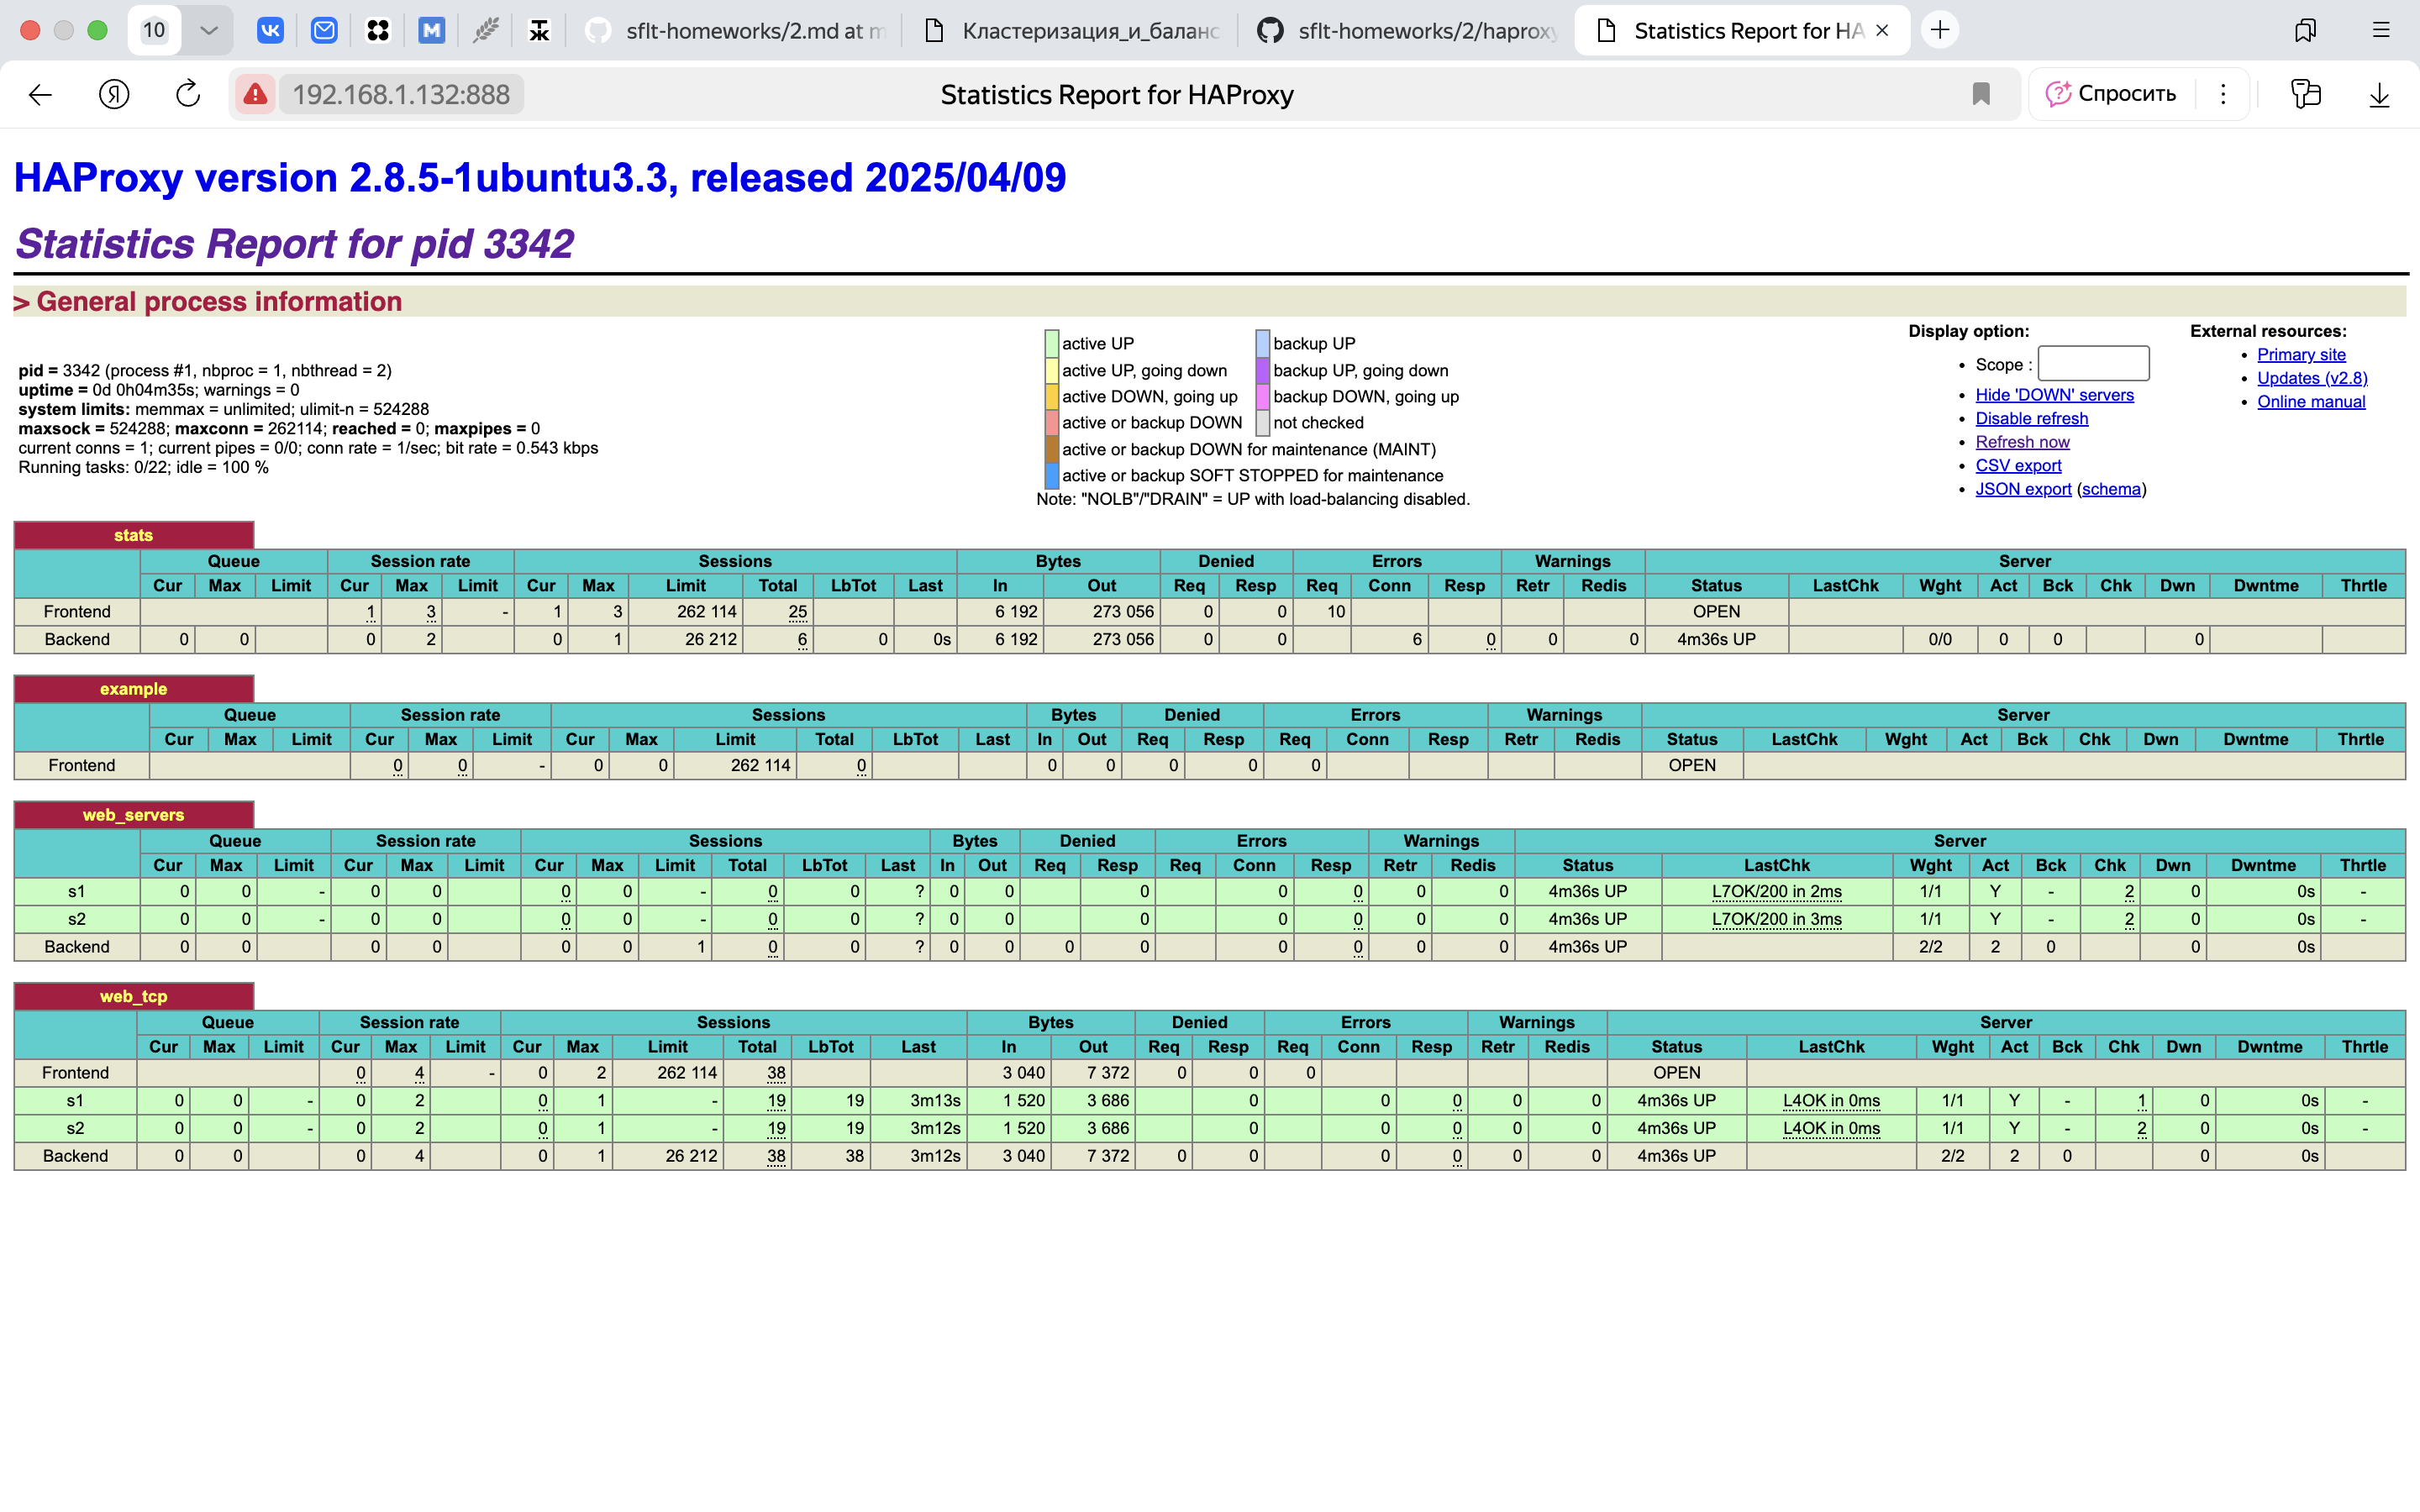 10
sflt-homeworks/2.md at m
Кластеризация_и_баланс
sflt-homeworks/2/haproxy
Statistics Report for HA
192.168.1.132:888
Statistics Report for HAProxy
Спросить
HAProxy version 2.8.5-1ubuntu3.3, released 2025/04/09
Statistics Report for pid 3342
> General process information
pid = 3342 (process #1, nbproc = 1, nbthread = 2)
uptime = 0d 0h04m35s; warnings = 0
system limits: memmax = unlimited; ulimit-n = 524288
maxsock = 524288; maxconn = 262114; reached = 0; maxpipes = 0
current conns = 1; current pipes = 0/0; conn rate = 1/sec; bit rate = 0.543 kbps
Running tasks: 0/22; idle = 100 %
active UP backup UP
active UP, going down backup UP, going down
active DOWN, going up backup DOWN, going up
active or backup DOWN not checked
active or backup DOWN for maintenance (MAINT)
active or backup SOFT STOPPED for maintenance
Note: "NOLB"/"DRAIN" = UP with load-balancing disabled.
Display option:
• Scope :
• Hide 'DOWN' servers
• Disable refresh
• Refresh now
• CSV export
• JSON export (schema)
External resources:
• Primary site
• Updates (v2.8)
• Online manual
stats
Queue Session rate Sessions Bytes Denied Errors Warnings Server
Cur Max Limit Cur Max Limit Cur Max Limit Total LbTot Last In Out Req Resp Req Conn Resp Retr Redis Status LastChk Wght Act Bck Chk Dwn Dwntme Thrtle
Frontend 1 3 - 1 3 262 114 25 6 192 273 056 0 0 10 OPEN
Backend 0 0 0 2 0 1 26 212 6 0 0s 6 192 273 056 0 0 6 0 0 0 4m36s UP 0/0 0 0 0
example
Queue Session rate Sessions Bytes Denied Errors Warnings Server
Cur Max Limit Cur Max Limit Cur Max Limit Total LbTot Last In Out Req Resp Req Conn Resp Retr Redis Status LastChk Wght Act Bck Chk Dwn Dwntme Thrtle
Frontend 0 0 - 0 0 262 114 0 0 0 0 0 0 OPEN
web_servers
Queue Session rate Sessions Bytes Denied Errors Warnings Server
Cur Max Limit Cur Max Limit Cur Max Limit Total LbTot Last In Out Req Resp Req Conn Resp Retr Redis Status LastChk Wght Act Bck Chk Dwn Dwntme Thrtle
s1 0 0 - 0 0 0 0 - 0 0 ? 0 0 0 0 0 0 0 4m36s UP L7OK/200 in 2ms 1/1 Y - 2 0 0s -
s2 0 0 - 0 0 0 0 - 0 0 ? 0 0 0 0 0 0 0 4m36s UP L7OK/200 in 3ms 1/1 Y - 2 0 0s -
Backend 0 0 0 0 0 0 1 0 0 ? 0 0 0 0 0 0 0 0 4m36s UP 2/2 2 0 0 0s
web_tcp
Queue Session rate Sessions Bytes Denied Errors Warnings Server
Cur Max Limit Cur Max Limit Cur Max Limit Total LbTot Last In Out Req Resp Req Conn Resp Retr Redis Status LastChk Wght Act Bck Chk Dwn Dwntme Thrtle
Frontend 0 4 - 0 2 262 114 38 3 040 7 372 0 0 0 OPEN
s1 0 0 - 0 2 0 1 - 19 19 3m13s 1 520 3 686 0 0 0 0 0 4m36s UP L4OK in 0ms 1/1 Y - 1 0 0s -
s2 0 0 - 0 2 0 1 - 19 19 3m12s 1 520 3 686 0 0 0 0 0 4m36s UP L4OK in 0ms 1/1 Y - 2 0 0s -
Backend 0 0 0 4 0 1 26 212 38 38 3m12s 3 040 7 372 0 0 0 0 0 0 4m36s UP 2/2 2 0 0 0s